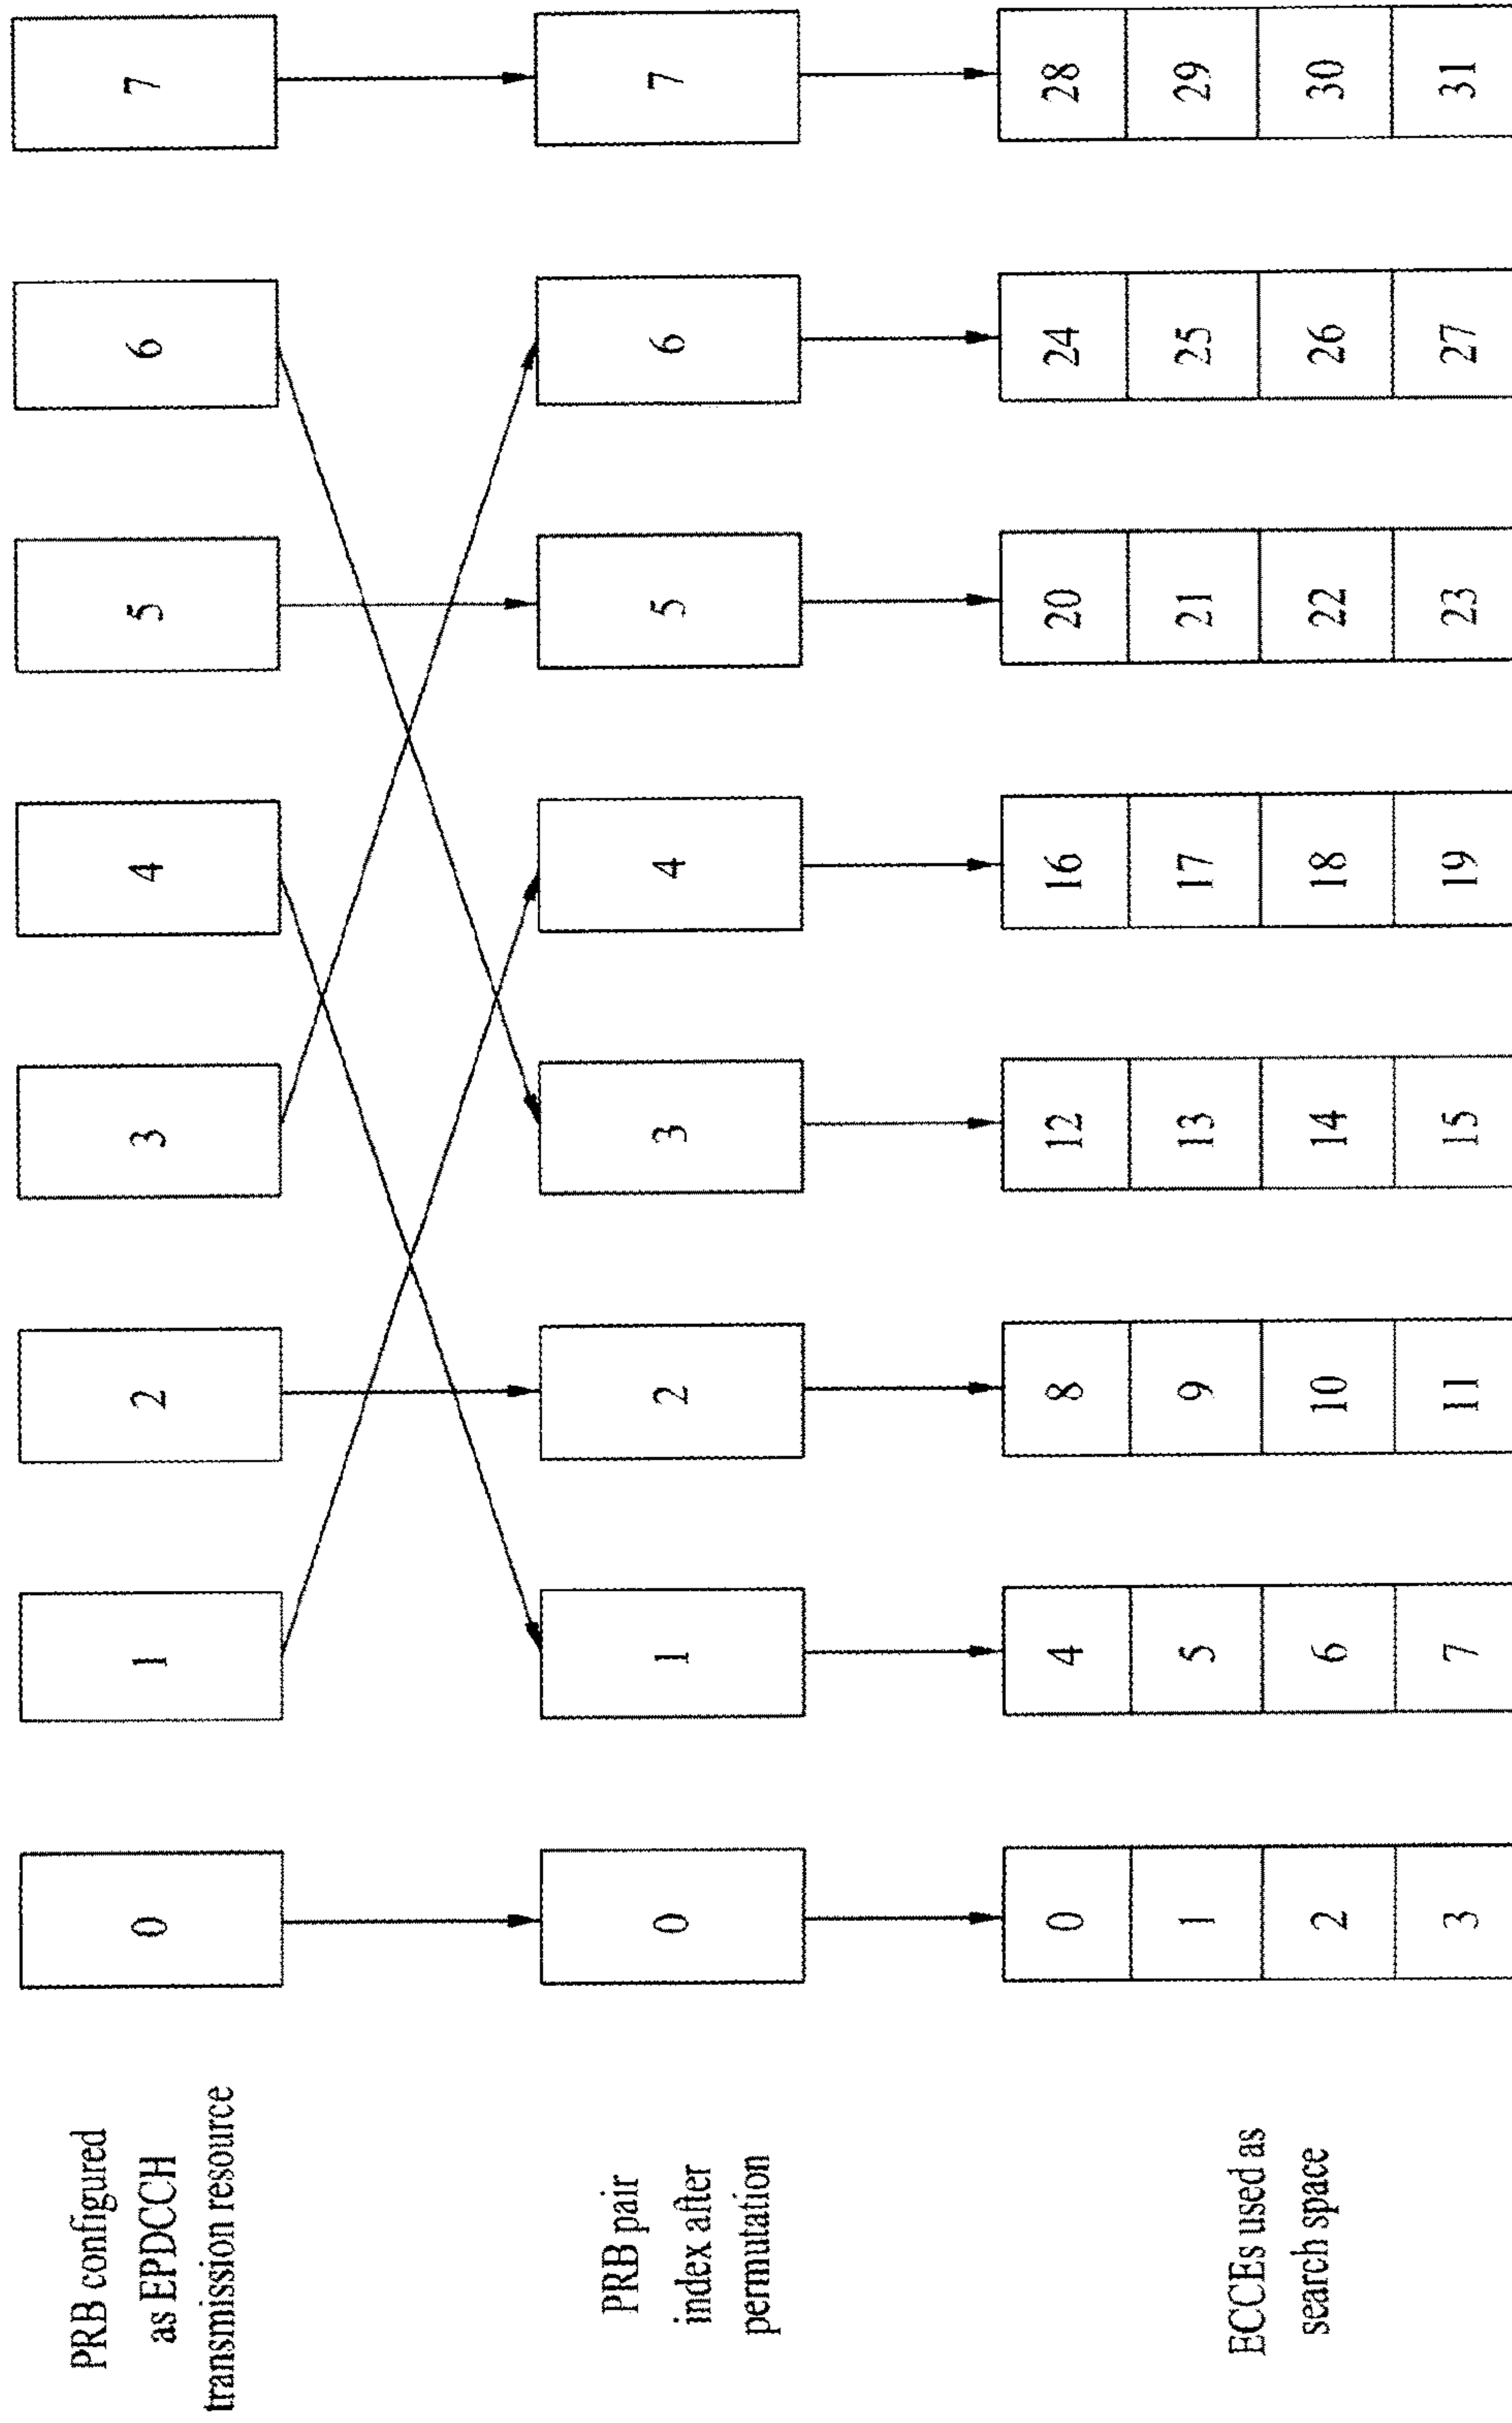 PRB configured
as EPDCCH
transmission resource
0 1 2 3 4 5 6 7
PRB pair
index after
permutation
0 1 2 3 4 5 6 7
ECCEs used as
search space
0 4 8 12 16 20 24 28
1 5 9 13 17 21 25 29
2 6 10 14 18 22 26 30
3 7 11 15 19 23 27 31